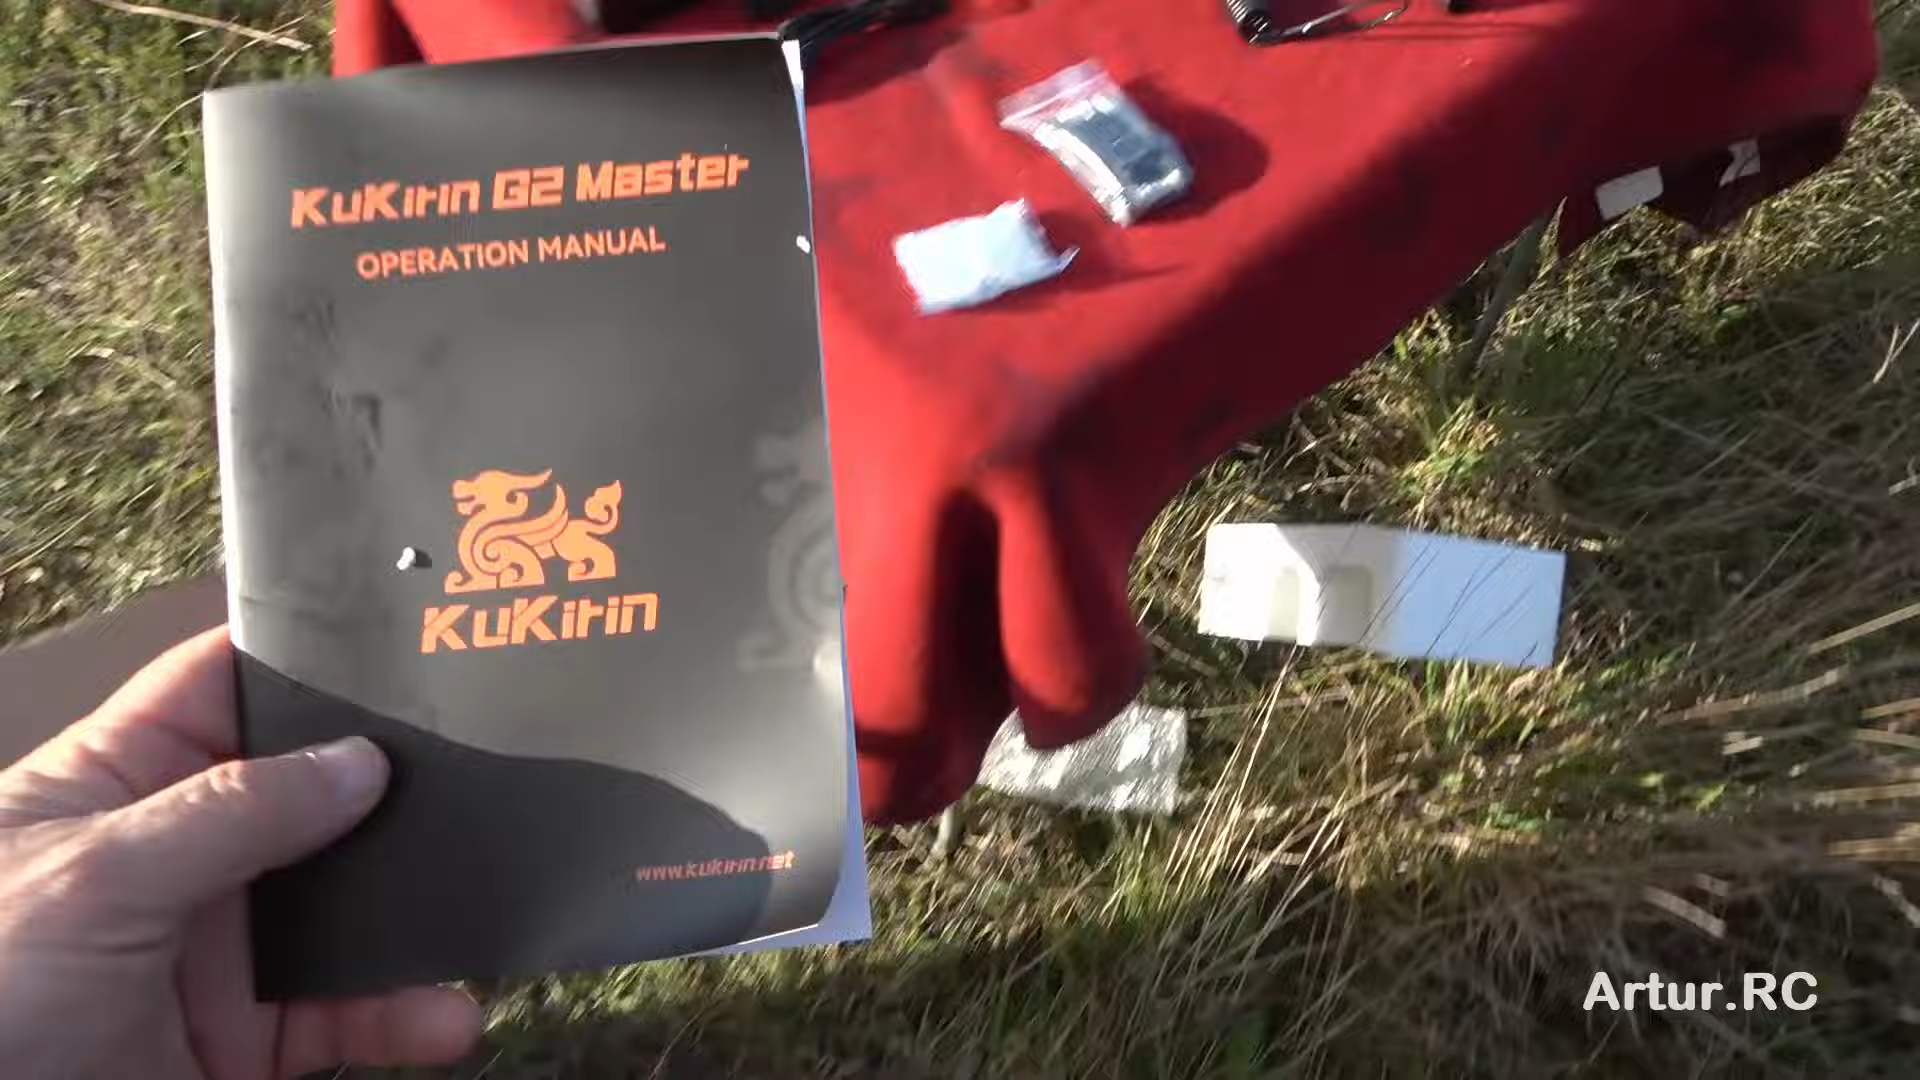 KuKirin G2 Master
OPERATION MANUAL
KuKirin
www.kukirin.net
Artur.RC